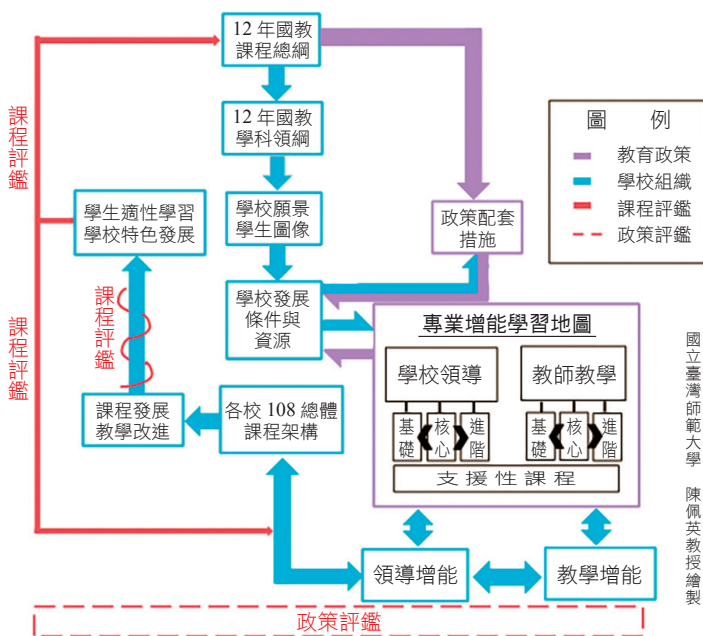 12 年國教
課程總綱
12 年國教
學科領綱
學校願景
學生圖像
學校發展
條件與
資源
政策配套
措施
圖 例
教育政策
學校組織
課程評鑑
政策評鑑
課程評鑑
學生適性學習
學校特色發展
課程評鑑
課程評鑑
課程發展
教學改進
各校 108 總體
課程架構
專業增能學習地圖
學校領導
教師教學
基礎
核心
進階
基礎
核心
進階
支援性課程
領導增能
教學增能
政策評鑑
國立臺灣師範大學 陳佩英教授繪製